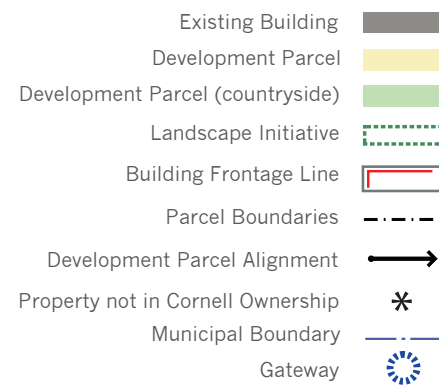 Existing Building
Development Parcel
Development Parcel (countryside)
Landscape Initiative
Building Frontage Line
Parcel Boundaries
Development Parcel Alignment
Property not in Cornell Ownership
Municipal Boundary
Gateway